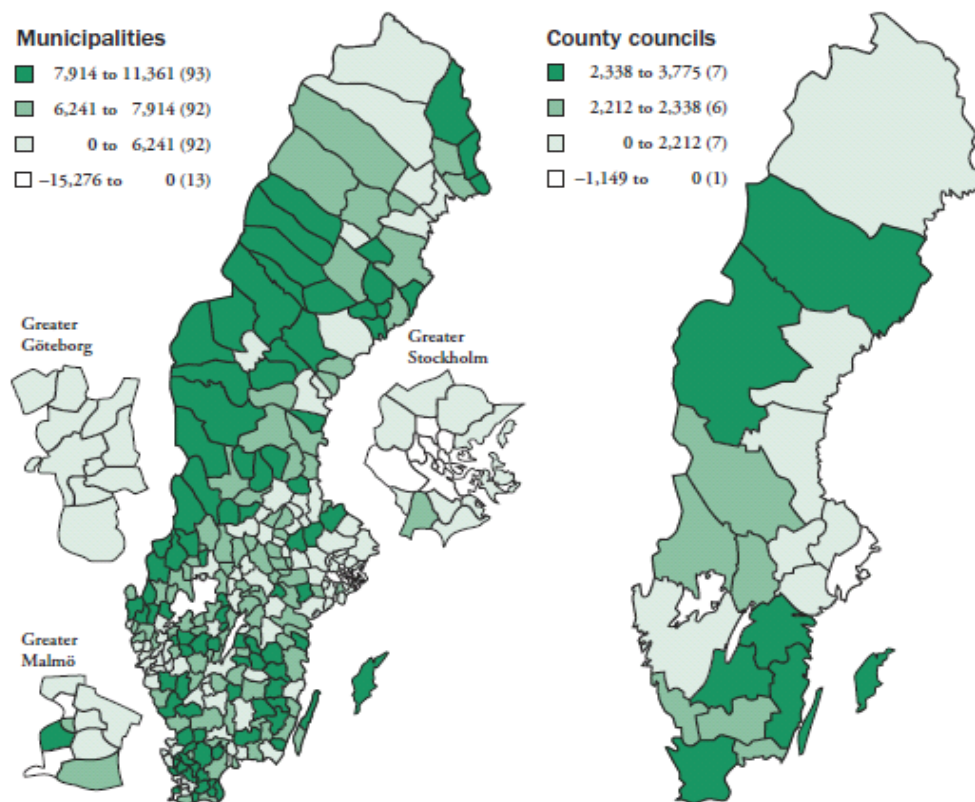 Municipalities
7,914 to 11,361 (93)
6,241 to 7,914 (92)
0 to 6,241 (92)
–15,276 to 0 (13)
County councils
2,338 to 3,775 (7)
2,212 to 2,338 (6)
0 to 2,212 (7)
–1,149 to 0 (1)
Greater
Göteborg
Greater
Stockholm
Greater
Malmö